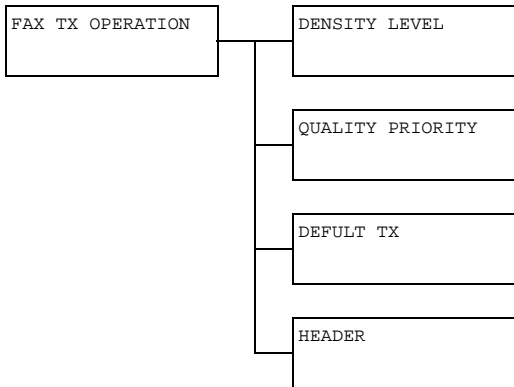 FAX TX OPERATION
DENSITY LEVEL
QUALITY PRIORITY
DEFULT TX
HEADER